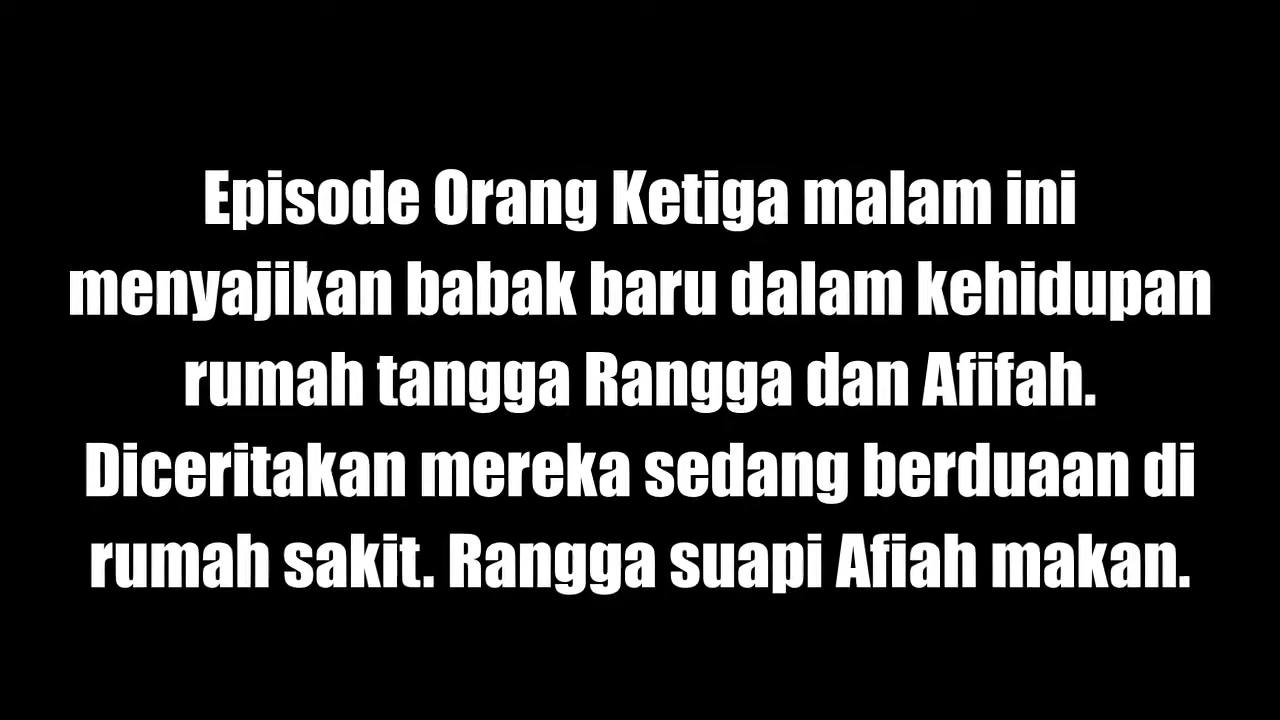 Episode Orang Ketiga malam ini
menyajikan babak baru dalam kehidupan
rumah tangga Rangga dan Afifah.
Diceritakan mereka sedang berduaan di
rumah sakit. Rangga suapi Afiah makan.